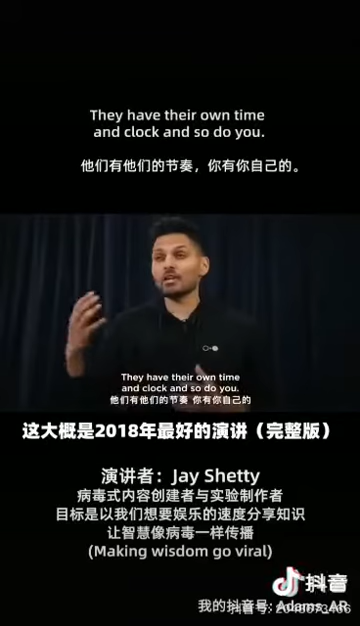 They have their own time
and clock and so do you.
他们有他们的节奏，你有你自己的。
They have their own time
and clock and so do you.
他们有他们的节奏 你有你自己的
这大概是2018年最好的演讲（完整版）
演讲者：Jay Shetty
病毒式内容创建者与实验制作者
目标是以我们想要娱乐的速度分享知识
让智慧像病毒一样传播
(Making wisdom go viral)
抖音
我的抖音号: Adams_AR